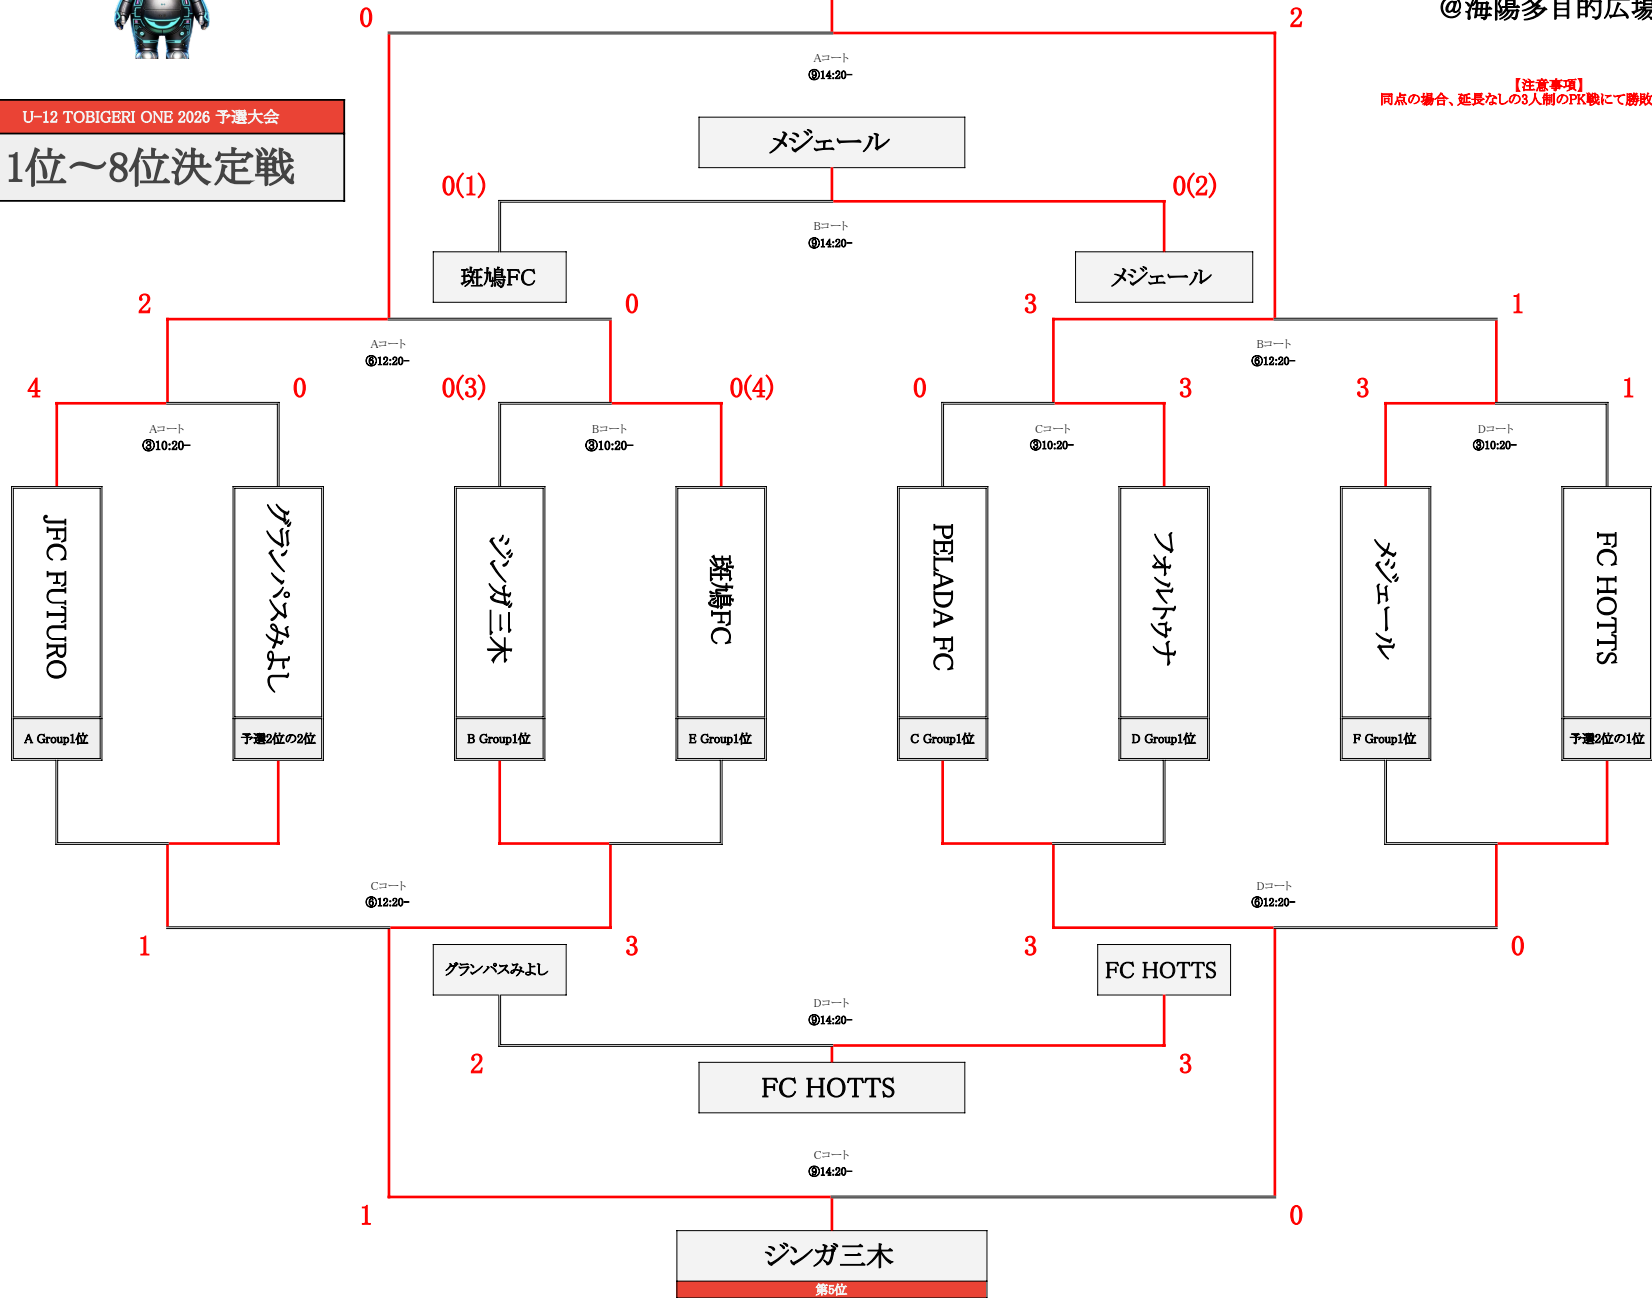 0
2
@海陽多目的広場
Aコート
⑨14:20-
【注意事項】
同点の場合、延長なしの3人制のPK戦にて勝敗
U-12 TOBIGERI ONE 2026 予選大会
1位～8位決定戦
メジェール
0(1)
0(2)
Bコート
⑨14:20-
斑鳩FC
メジェール
2
0
3
1
Aコート
⑥12:20-
Bコート
⑥12:20-
4
0
0(3)
0(4)
0
3
3
1
Aコート
③10:20-
Bコート
③10:20-
Cコート
③10:20-
Dコート
③10:20-
JFC FUTURO
グランパスみよし
ジンガ三木
斑鳩FC
PELADA FC
フォルトゥナ
メジェール
FC HOTTS
A Group1位
予選2位の2位
B Group1位
E Group1位
C Group1位
D Group1位
F Group1位
予選2位の1位
Cコート
⑥12:20-
Dコート
⑥12:20-
1
3
3
0
グランパスみよし
FC HOTTS
Dコート
⑨14:20-
2
3
FC HOTTS
Cコート
⑨14:20-
1
0
ジンガ三木
第5位